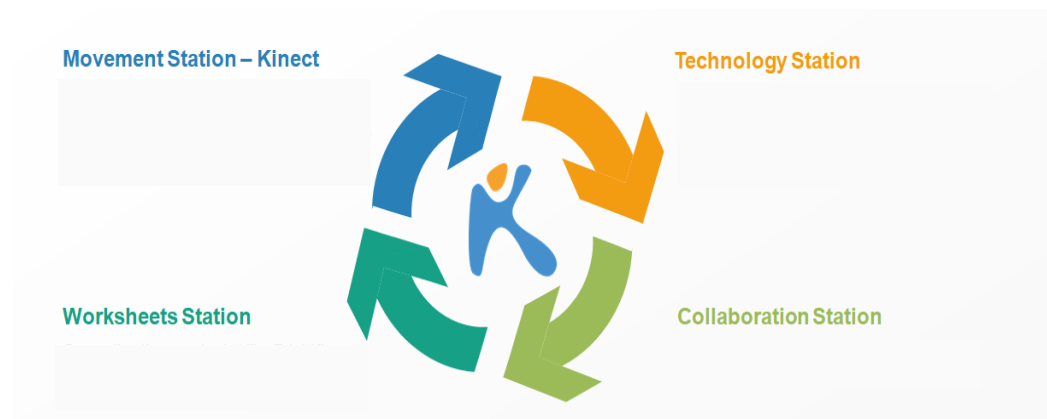 Movement Station – Kinect
Technology Station
Worksheets Station
Collaboration Station